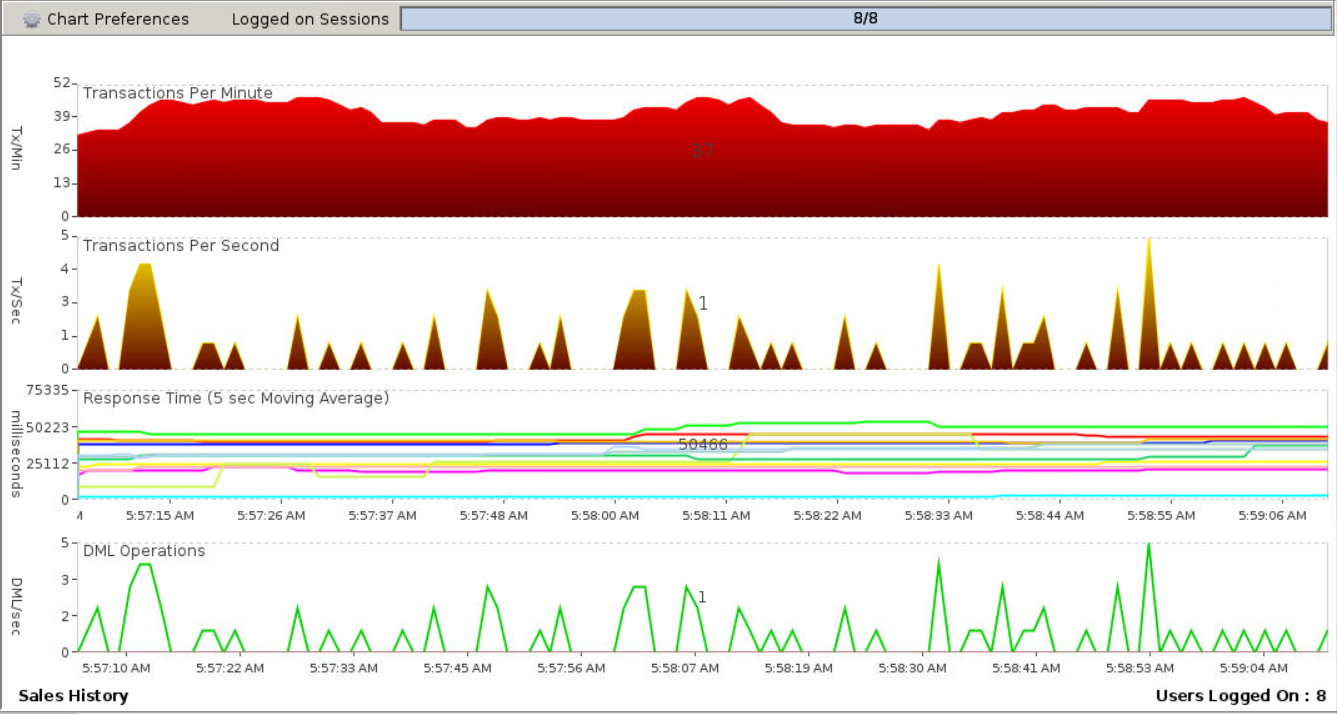 Chart Preferences Logged on Sessions 8/8
52
Transactions Per Minute
39
Tx/Min
26
37
13
0
5
Transactions Per Second
4
Tx/Sec
3
1
1
0
75335
Response Time (5 sec Moving Average)
milliseconds
50223
50466
25112
0
4 5:57:15 AM 5:57:26 AM 5:57:37 AM 5:57:48 AM 5:58:00 AM 5:58:11 AM 5:58:22 AM 5:58:33 AM 5:58:44 AM 5:58:55 AM 5:59:06 AM
5
DML Operations
3
DML/sec
1
2
0
5:57:10 AM 5:57:22 AM 5:57:33 AM 5:57:45 AM 5:57:56 AM 5:58:07 AM 5:58:19 AM 5:58:30 AM 5:58:41 AM 5:58:53 AM 5:59:04 AM
Sales History Users Logged On : 8